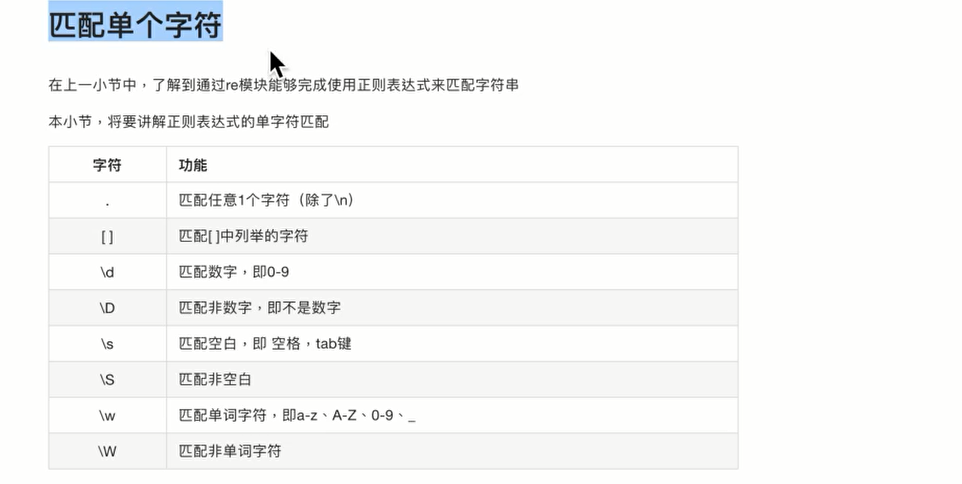 匹配单个字符
在上一小节中，了解到通过re模块能够完成使用正则表达式来匹配字符串
本小节，将要讲解正则表达式的单字符匹配
字符 功能
. 匹配任意1个字符（除了\n）
[ ] 匹配[ ]中列举的字符
\d 匹配数字，即0-9
\D 匹配非数字，即不是数字
\s 匹配空白，即 空格，tab键
\S 匹配非空白
\w 匹配单词字符，即a-z、A-Z、0-9、_
\W 匹配非单词字符